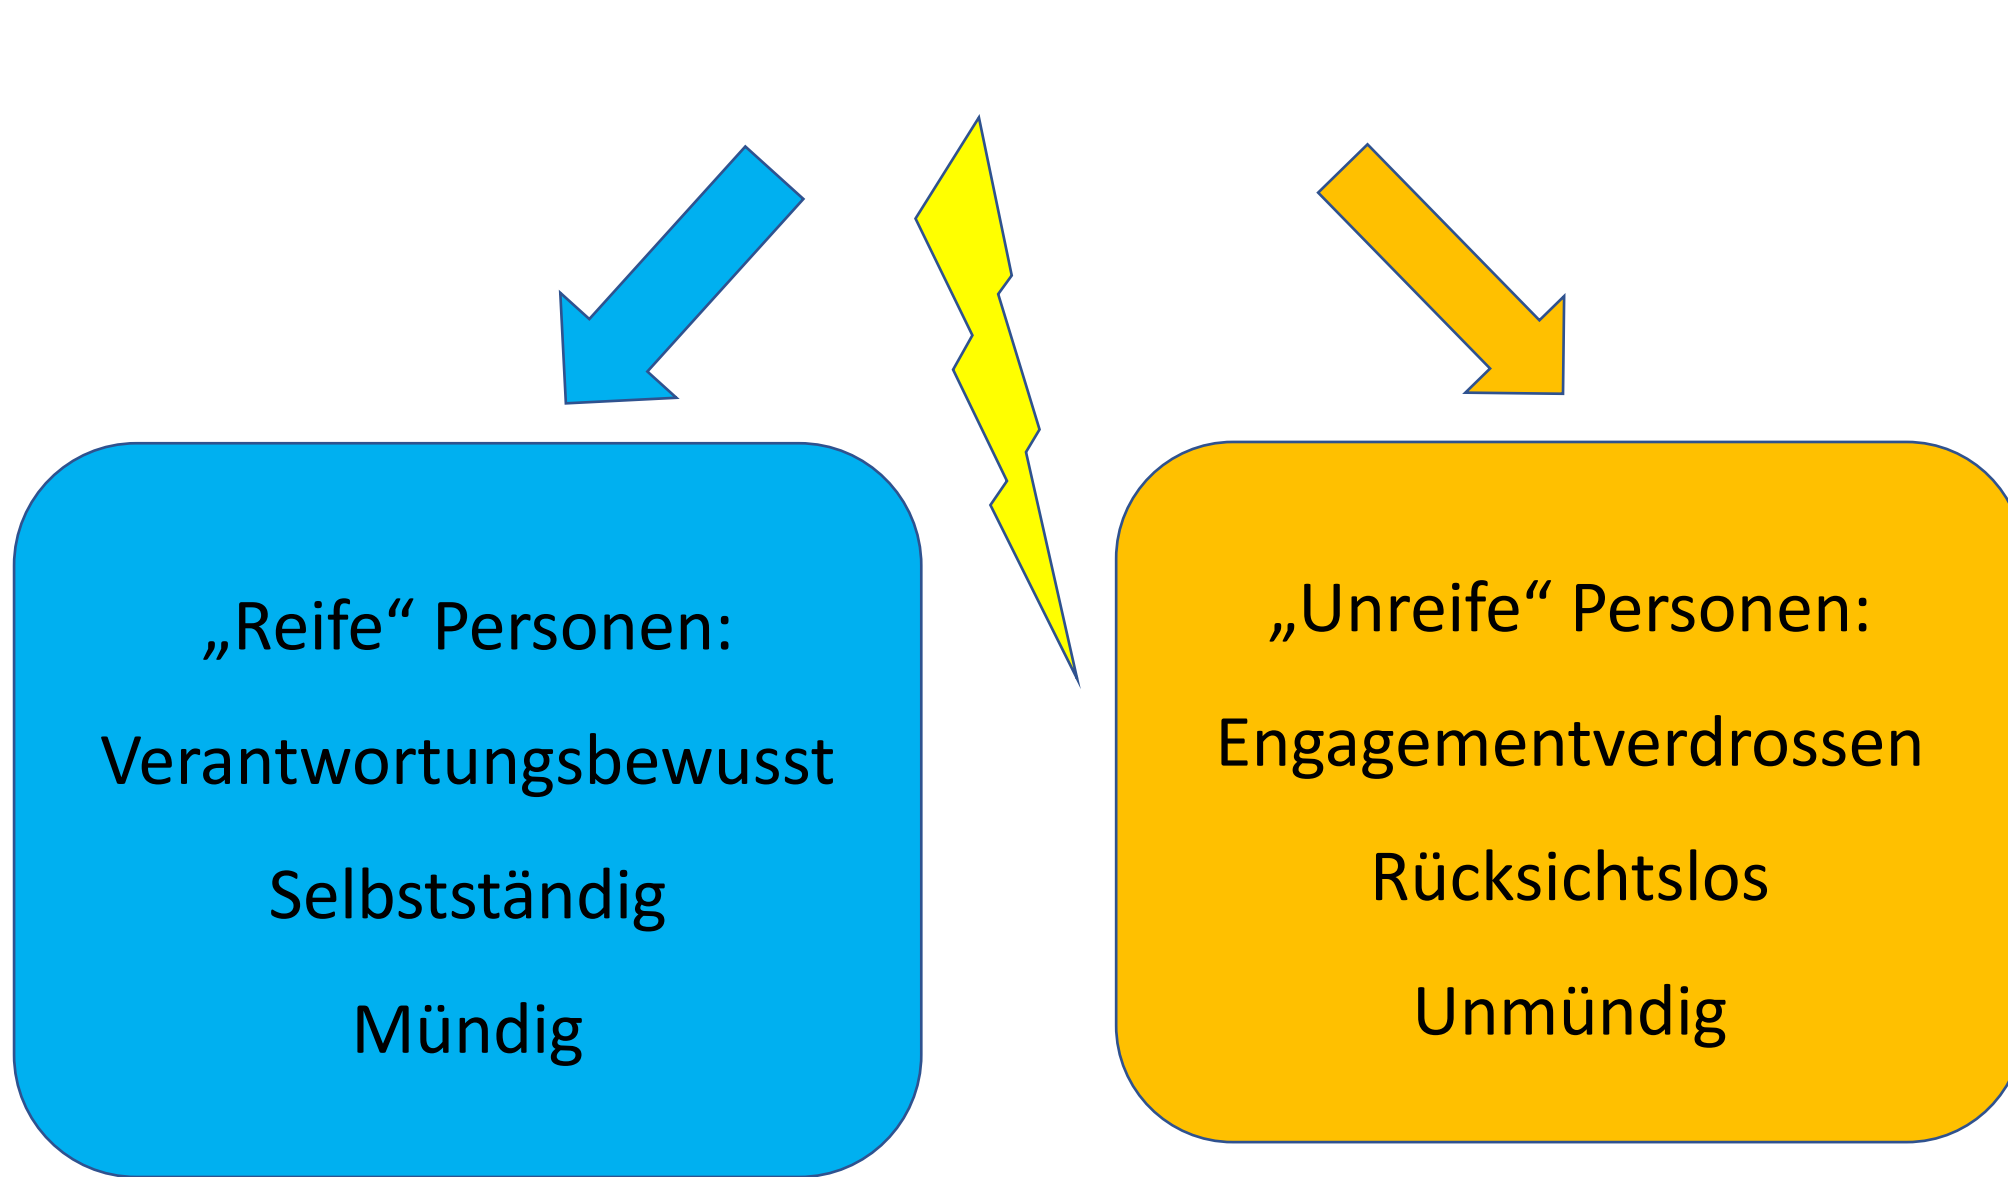 „Reife“ Personen:
Verantwortungsbewusst
Selbstständig
Mündig
„Unreife“ Personen:
Engagementverdrossen
Rücksichtslos
Unmündig